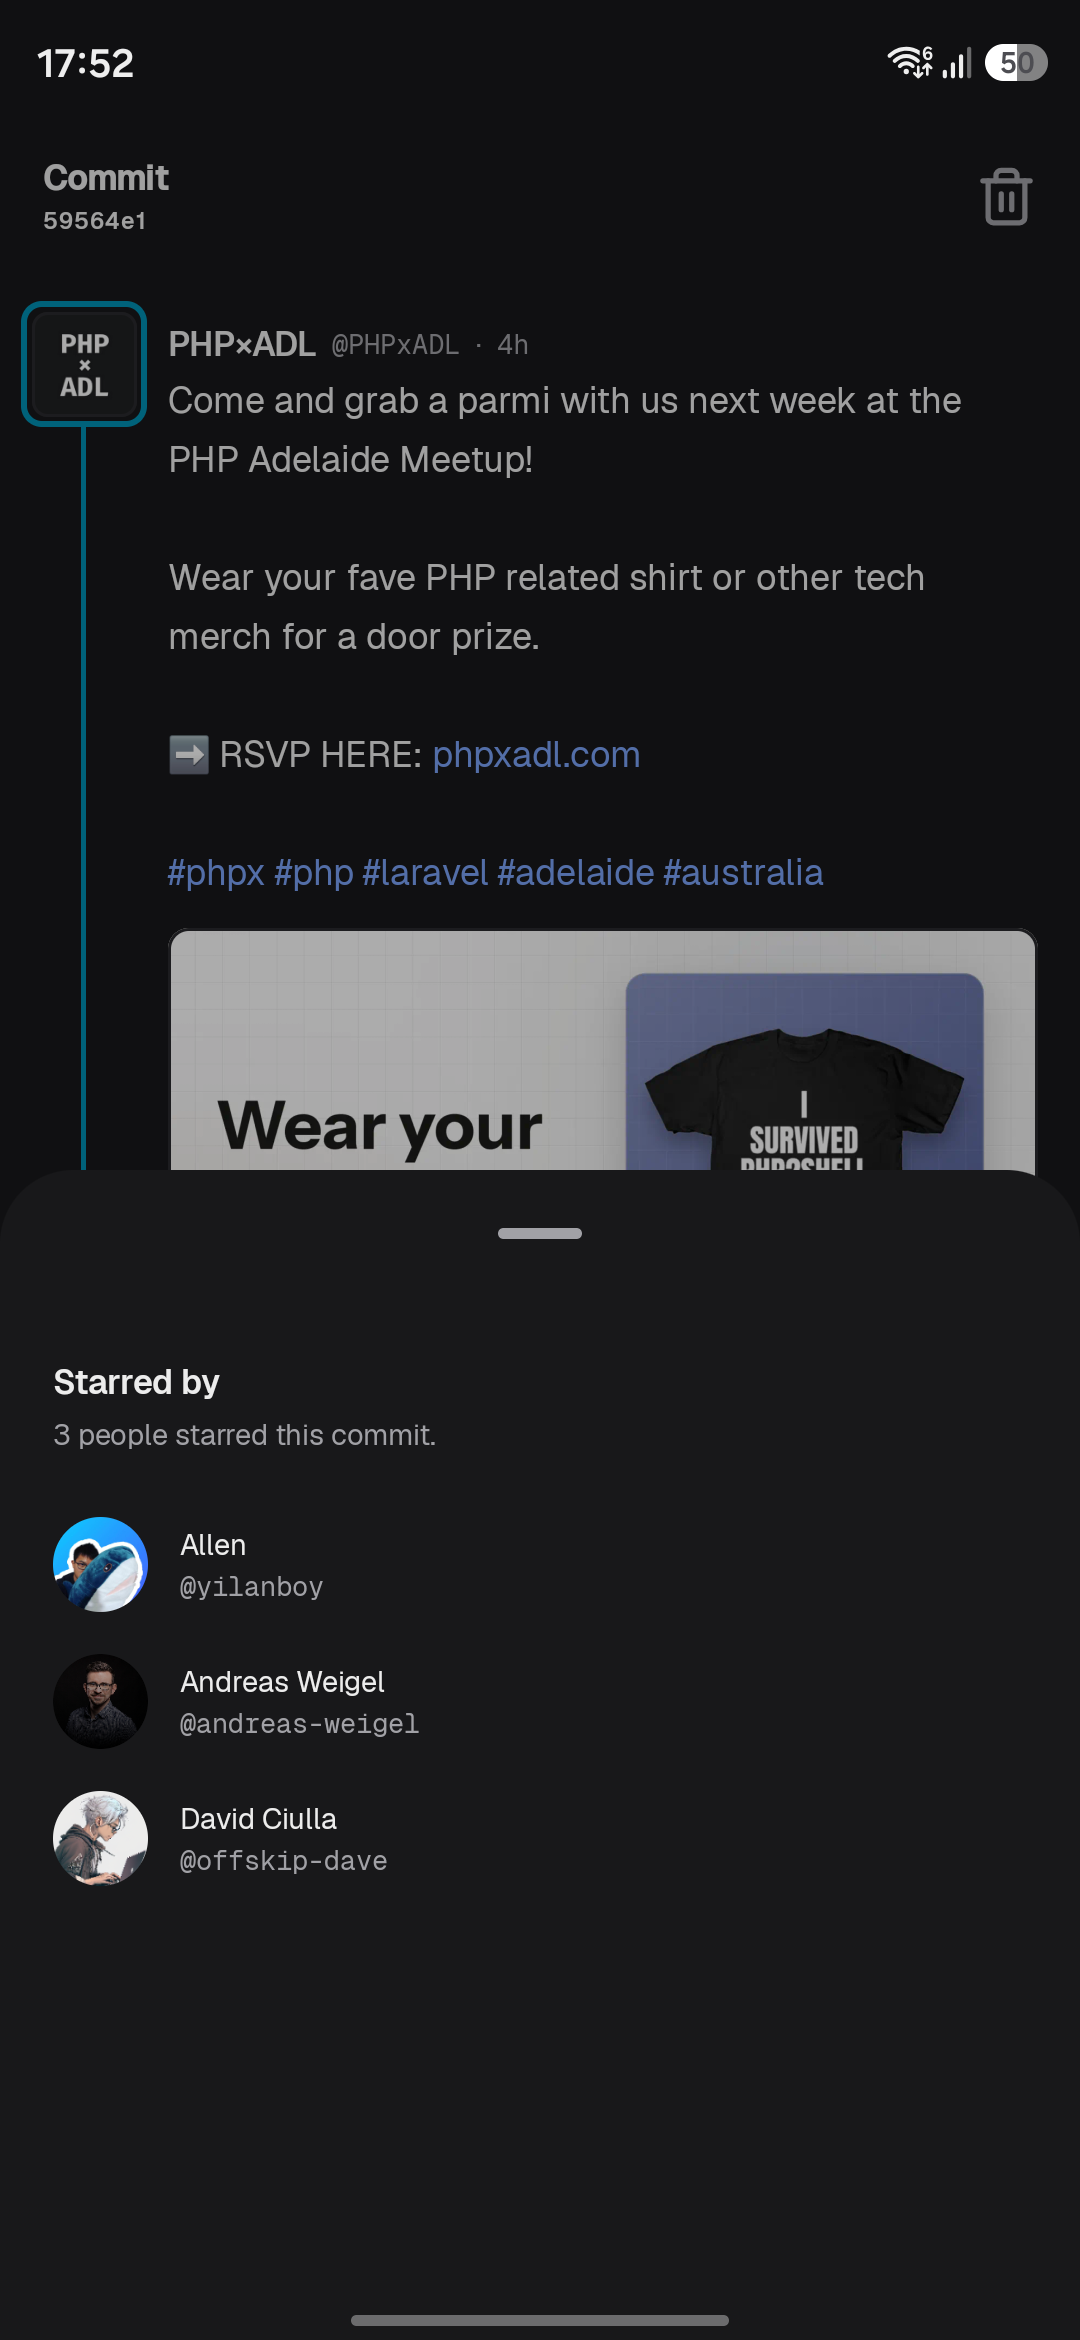 17:52
6
50
Commit
59564e1
PHP
×
ADL
PHP×ADL @PHPxADL · 4h
Come and grab a parmi with us next week at the
PHP Adelaide Meetup!
Wear your fave PHP related shirt or other tech
merch for a door prize.
➡️ RSVP HERE: phpxadl.com
#phpx #php #laravel #adelaide #australia
Wear your
I
SURVIVED
PHP2SHELL
Starred by
3 people starred this commit.
Allen
@yilanboy
Andreas Weigel
@andreas-weigel
David Ciulla
@offskip-dave